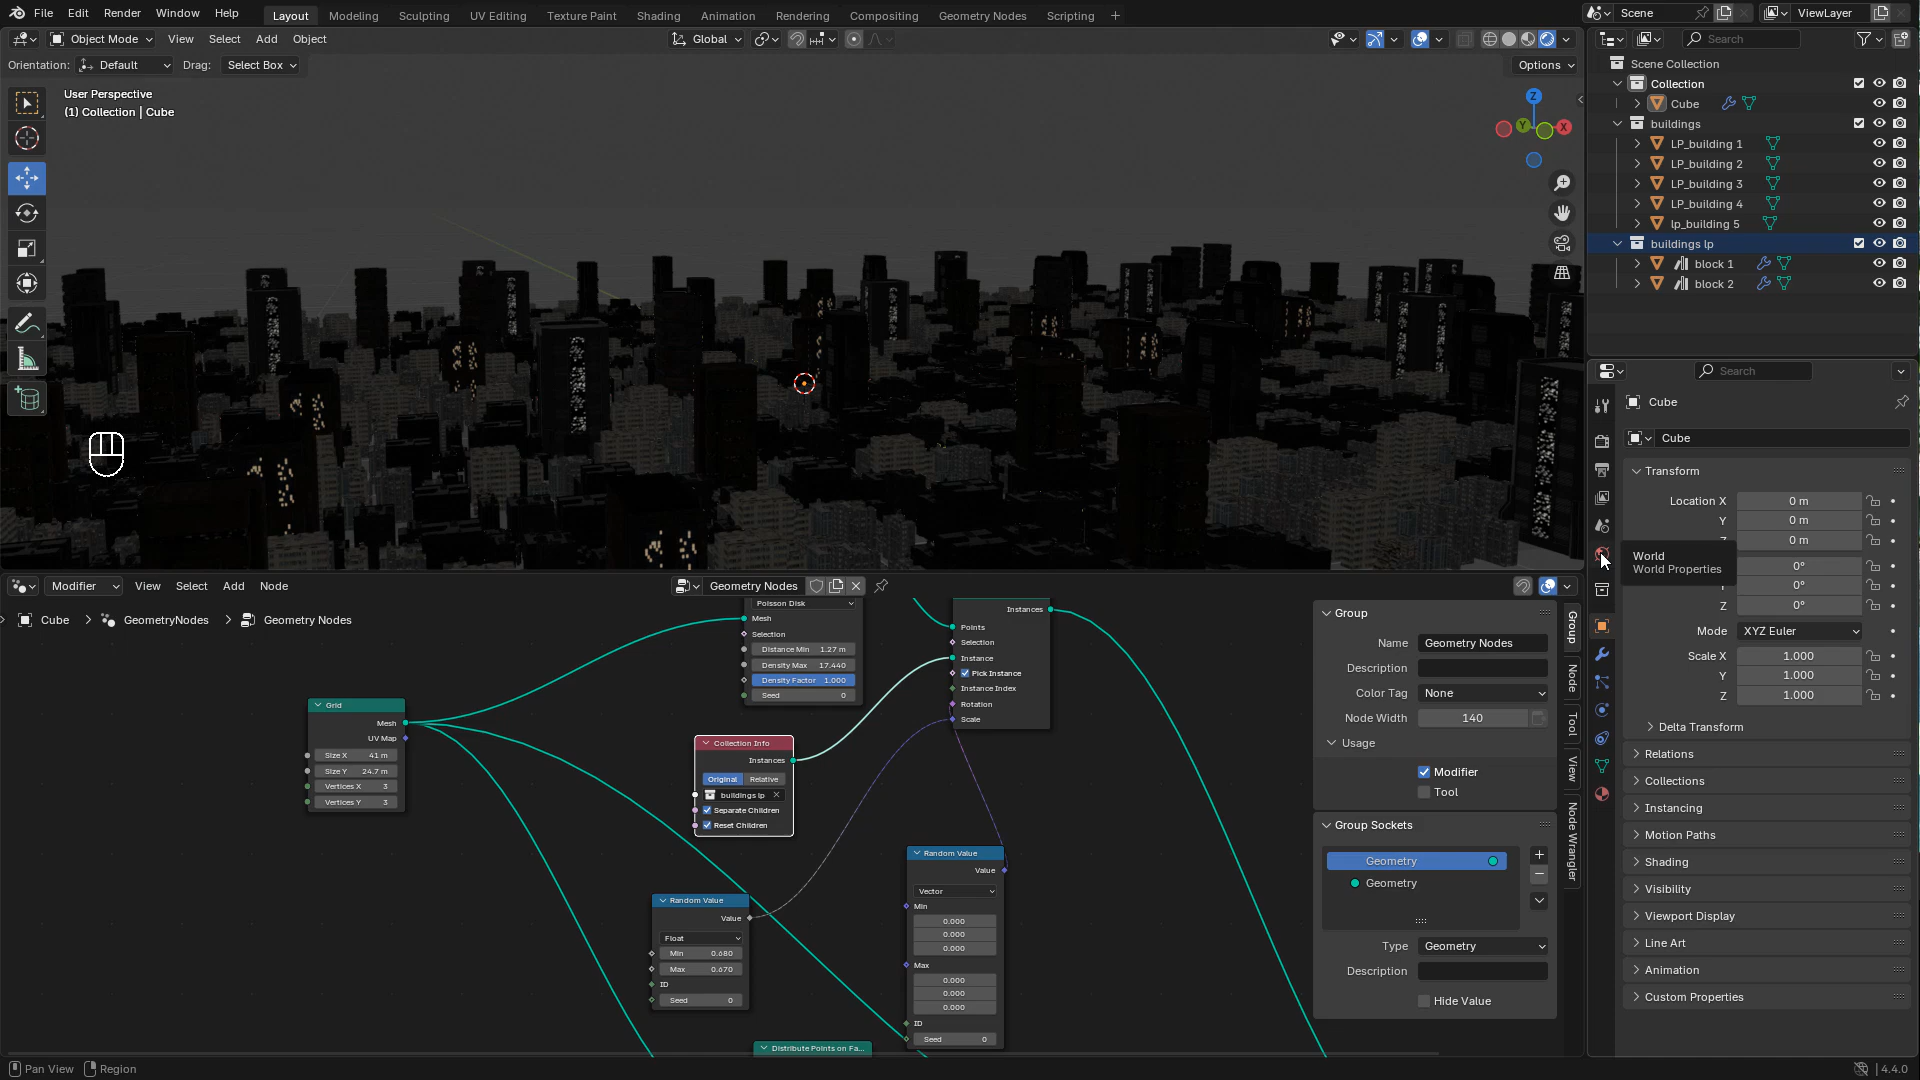 File Edit Render Window Help Layout Modeling Sculpting UV Editing Texture Paint Shading Animation Rendering Compositing Geometry Nodes Scripting Scene ViewLayer
Object Mode View Select Add Object Global Search
Orientation: Default Drag: Select Box Options
User Perspective
(1) Collection | Cube
Z
Y
X
Scene Collection
Collection
Cube
buildings
LP_building 1
LP_building 2
LP_building 3
LP_building 4
lp_building 5
buildings lp
block 1
block 2
Search
Cube
Cube
Transform
Location X 0 m
Y 0 m
0 m
World
World Properties
0°
0°
Z 0°
Mode XYZ Euler
Scale X 1.000
Y 1.000
Z 1.000
Delta Transform
Relations
Collections
Instancing
Motion Paths
Shading
Visibility
Viewport Display
Line Art
Animation
Custom Properties
Modifier View Select Add Node Geometry Nodes
Cube GeometryNodes Geometry Nodes
Grid
Mesh
UV Map
Size X 41 m
Size Y 24.7 m
Vertices X 3
Vertices Y 3
Poisson Disk
Mesh
Selection
Distance Min 1.27 m
Density Max 17.440
Density Factor 1.000
Seed 0
Collection Info
Instances
Original Relative
buildings lp
Separate Children
Reset Children
Random Value
Value
Float
Min 0.680
Max 0.670
ID
Seed 0
Instances
Points
Selection
Instance
Pick Instance
Instance Index
Rotation
Scale
Random Value
Value
Vector
Min
0.000
0.000
0.000
Max
0.000
0.000
0.000
ID
Seed 0
Distribute Points on Fa...
Group
Name Geometry Nodes
Description
Color Tag None
Node Width 140
Usage
Modifier
Tool
Group Sockets
Geometry
Geometry
Type Geometry
Description
Hide Value
Group
Node
Tool
View
Node Wrangler
Pan View Region 4.4.0